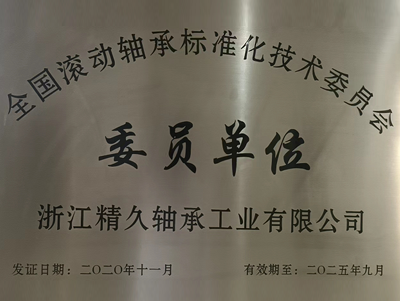 全国滚动轴承标准化技术委员会
委员单位
浙江精久轴承工业有限公司
发证日期：二〇二〇年十一月 有效期至：二〇二五年九月